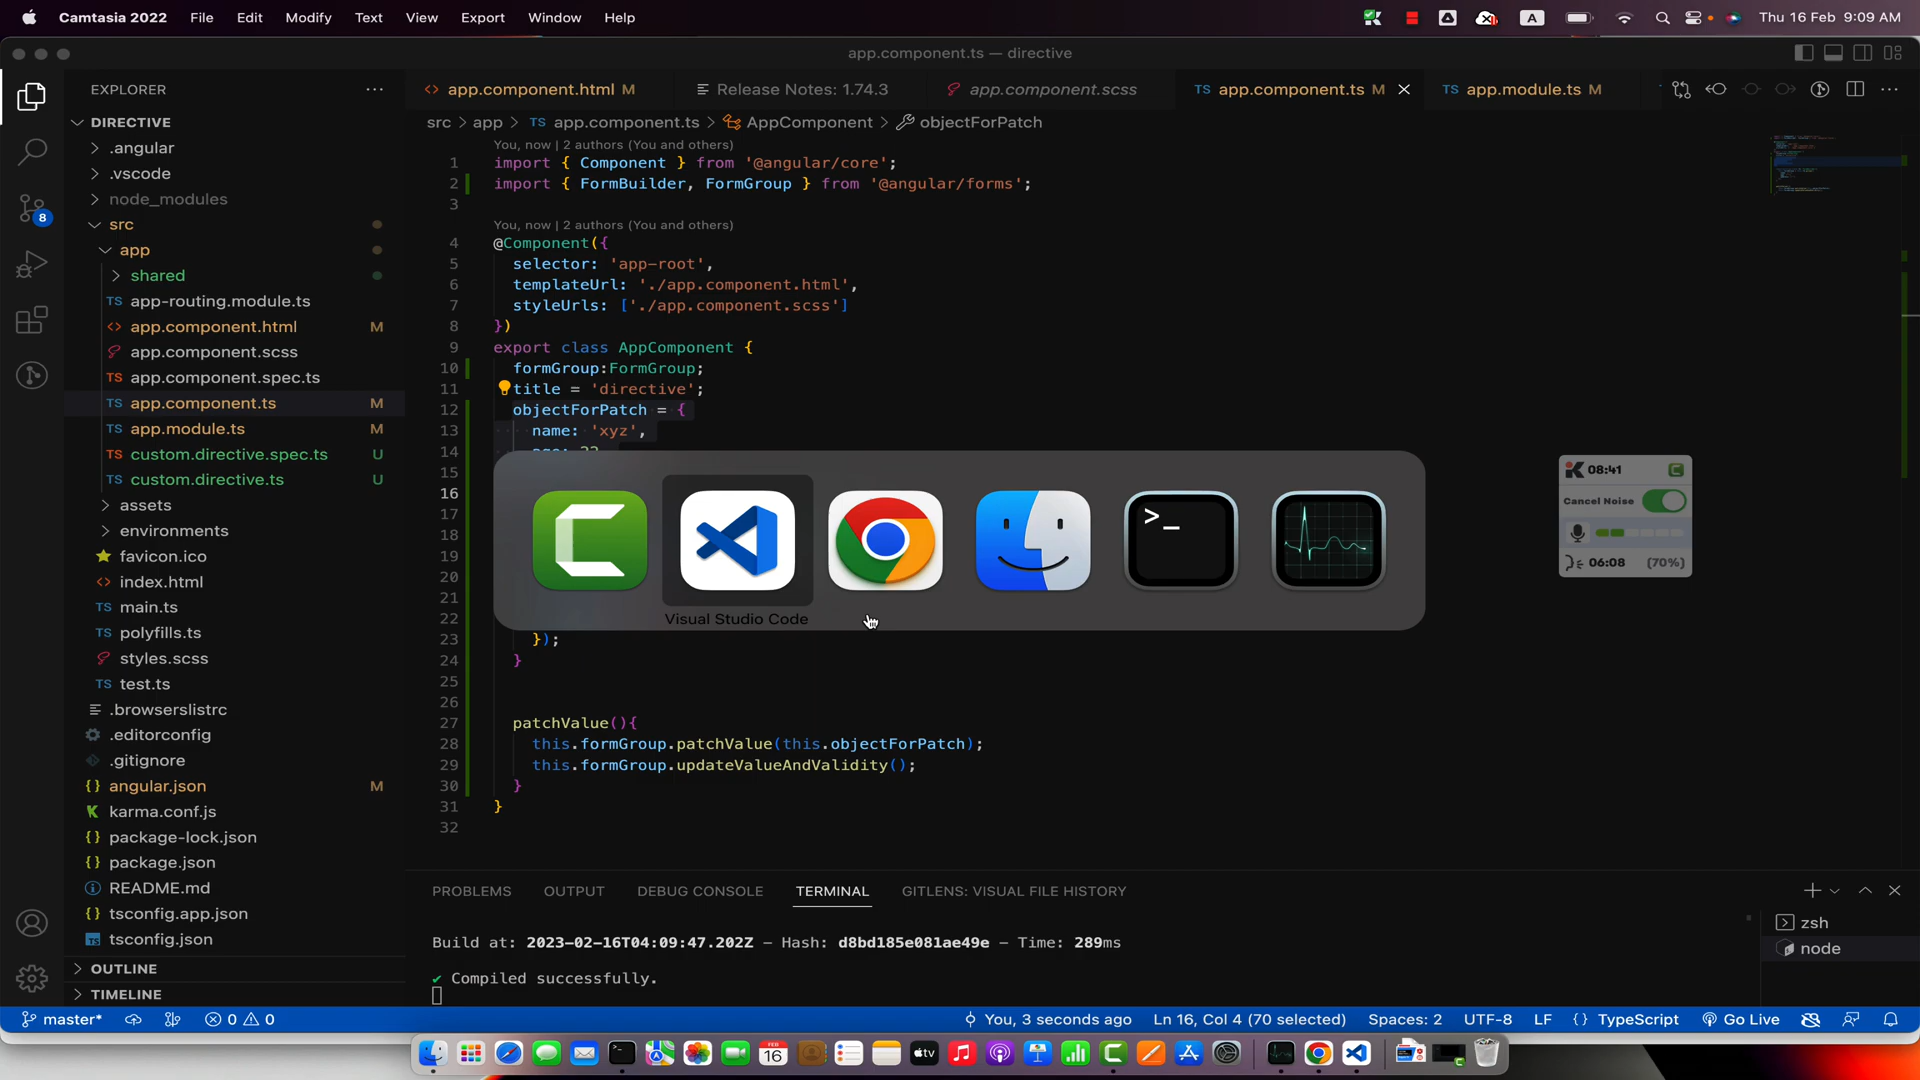 Camtasia 2022 File Edit Modify Text View Export Window Help A Thu 16 Feb 9:09 AM
app.component.ts — directive
EXPLORER
app.component.html M Release Notes: 1.74.3 app.component.scss app.component.ts M app.module.ts M
DIRECTIVE
src > app > TS app.component.ts > AppComponent > objectForPatch
.angular
.vscode
node_modules
src
app
shared
TS app-routing.module.ts
app.component.html M
app.component.scss
TS app.component.spec.ts
TS app.component.ts M
TS app.module.ts M
TS custom.directive.spec.ts U
TS custom.directive.ts U
assets
environments
favicon.ico
index.html
TS main.ts
TS polyfills.ts
styles.scss
TS test.ts
.browserslistrc
.editorconfig
.gitignore
angular.json M
karma.conf.js
package-lock.json
package.json
README.md
tsconfig.app.json
tsconfig.json
OUTLINE
TIMELINE
8
You, now | 2 authors (You and others)
1 import { Component } from '@angular/core';
2 import { FormBuilder, FormGroup } from '@angular/forms';
3
You, now | 2 authors (You and others)
4 @Component({
5 selector: 'app-root',
6 templateUrl: './app.component.html',
7 styleUrls: ['./app.component.scss']
8 })
9 export class AppComponent {
10 formGroup:FormGroup;
11 title = 'directive';
12 objectForPatch = {
13 name: 'xyz',
14
15
16
17
18
19
20
21
22
23 });
24 }
25
26
27 patchValue(){
28 this.formGroup.patchValue(this.objectForPatch);
29 this.formGroup.updateValueAndValidity();
30 }
31 }
32
Visual Studio Code
08:41
Cancel Noise
06:08 (70%)
PROBLEMS OUTPUT DEBUG CONSOLE TERMINAL GITLENS: VISUAL FILE HISTORY
Build at: 2023-02-16T04:09:47.202Z – Hash: d8bd185e081ae49e – Time: 289ms
✔ Compiled successfully.
zsh
node
master* 0 0 You, 3 seconds ago Ln 16, Col 4 (70 selected) Spaces: 2 UTF-8 LF {} TypeScript Go Live
FEB
16
tv